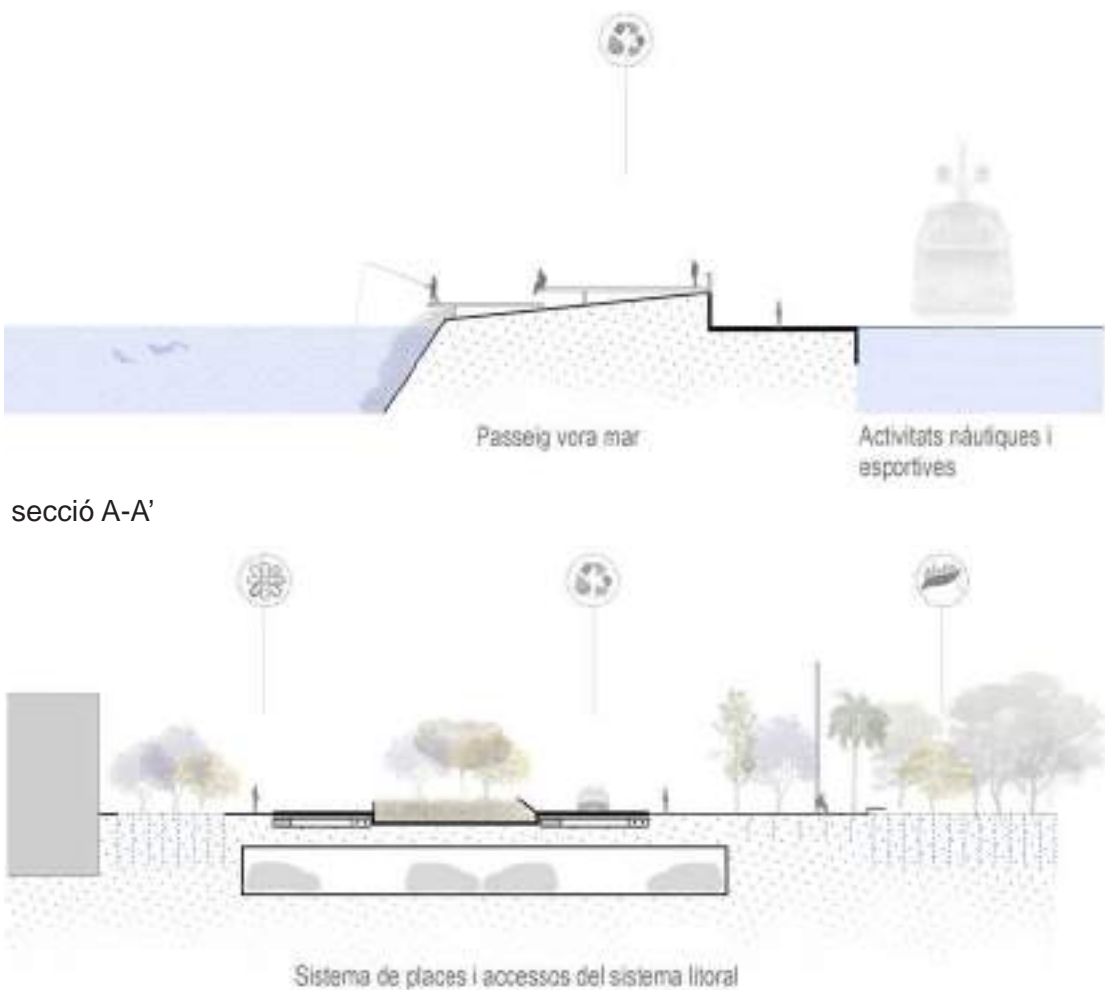 Passeig vora mar
Activitats nàutiques i
esportives
secció A-A'
Sistema de places i accessos del sistema litoral